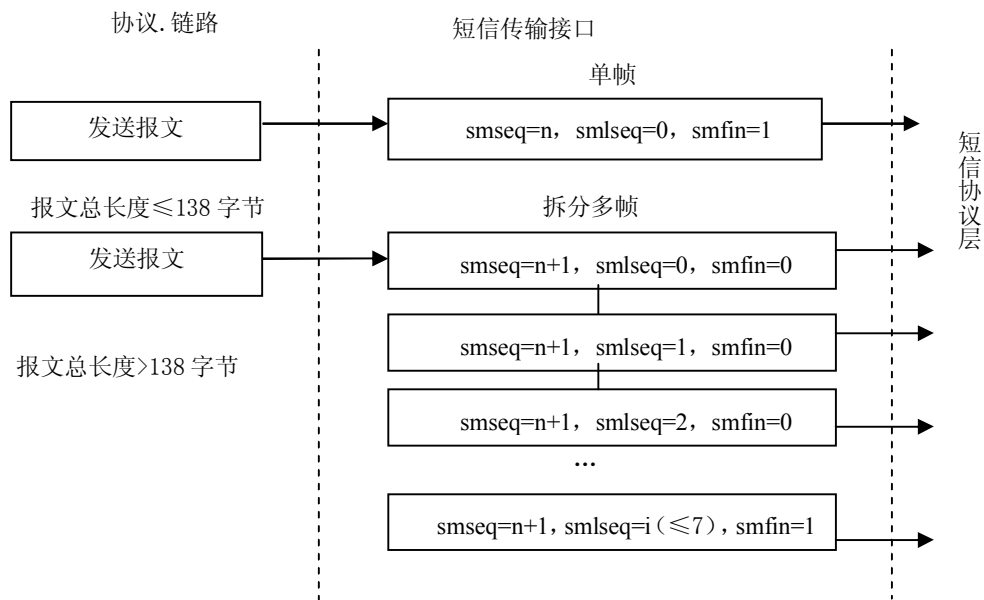 协议.链路
短信传输接口
单帧
发送报文
smseq=n，smlseq=0，smfin=1
报文总长度≤138 字节
拆分多帧
发送报文
smseq=n+1，smlseq=0，smfin=0
smseq=n+1，smlseq=1，smfin=0
报文总长度>138 字节
smseq=n+1，smlseq=2，smfin=0
…
smseq=n+1，smlseq=i（≤7），smfin=1
短信协议层